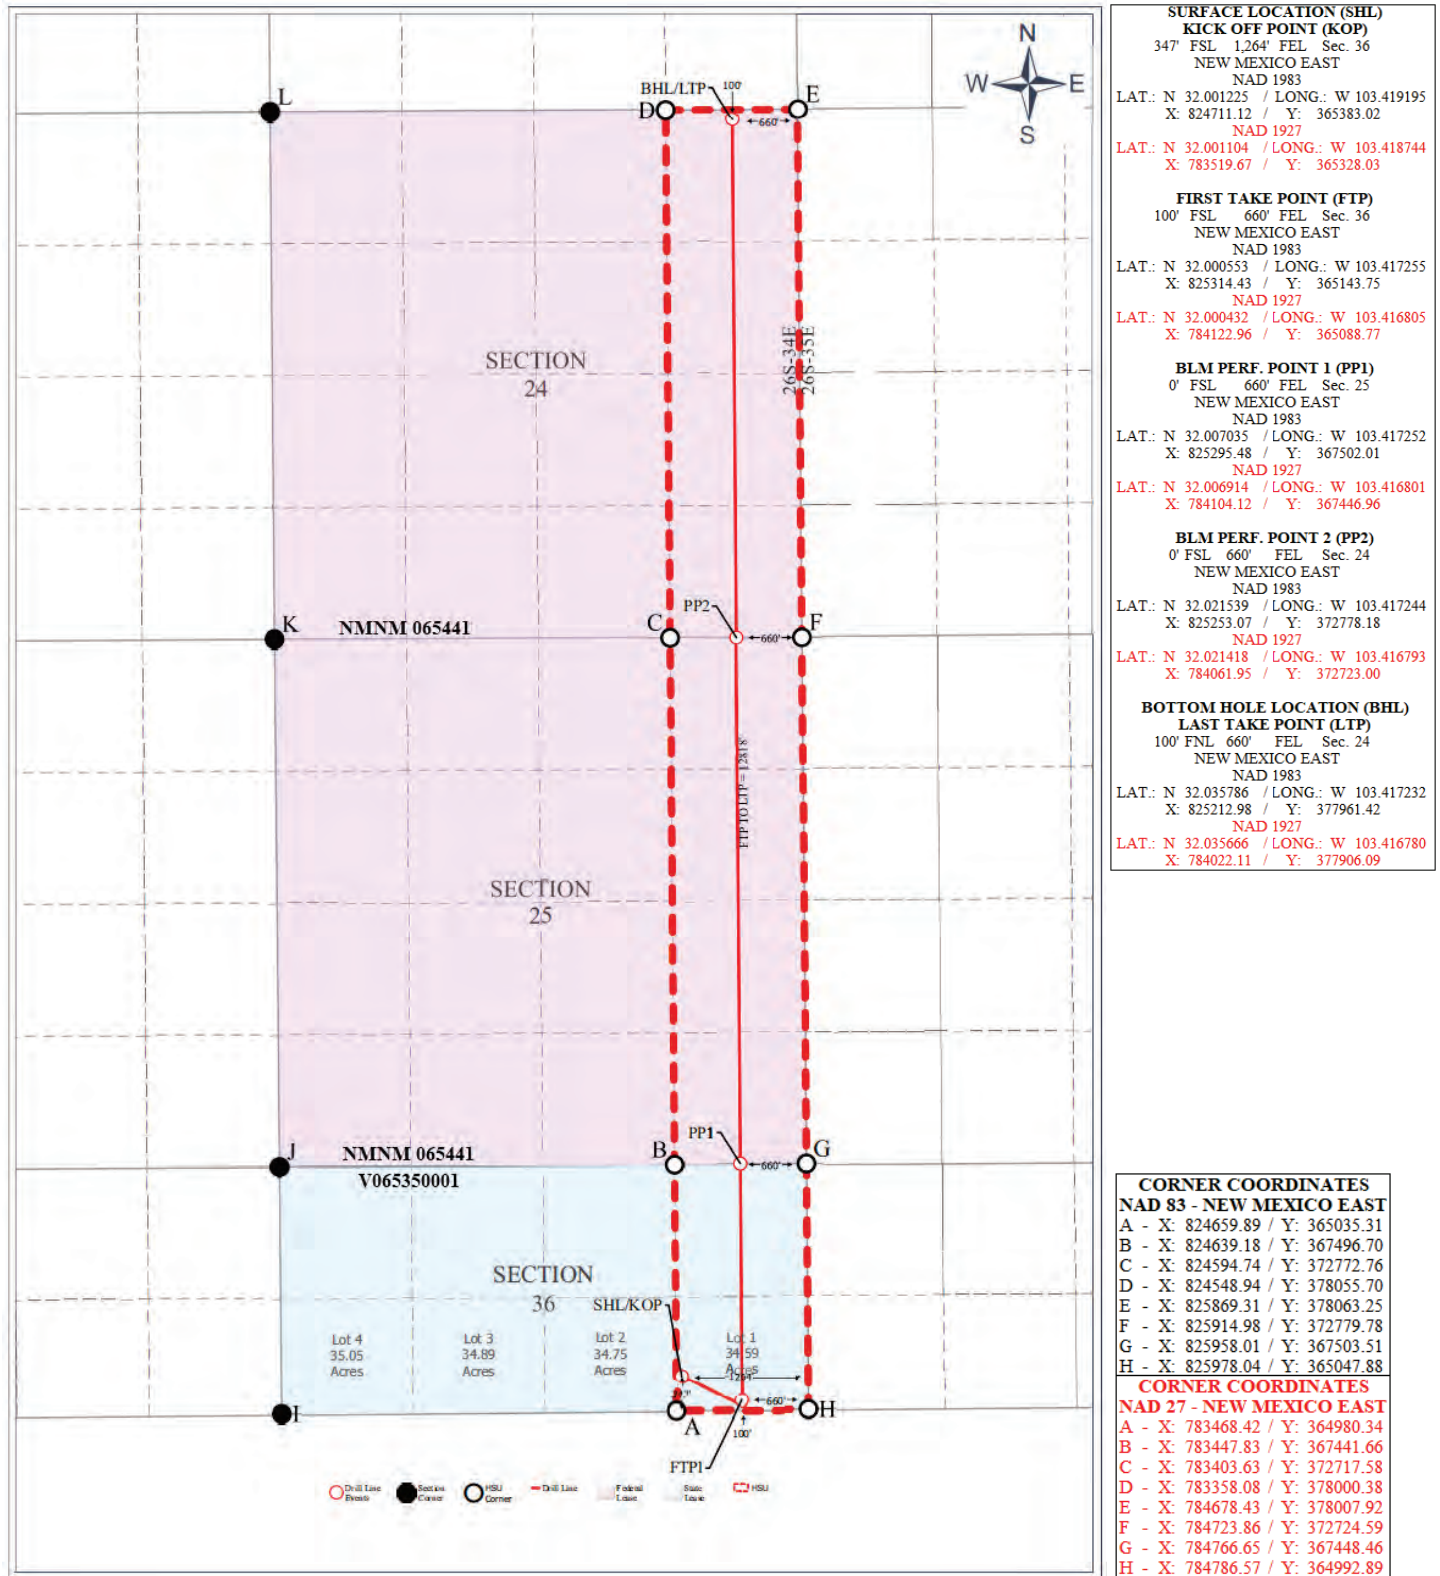 N
W E
S
L
BHL/LTP
100'
D
E
660'
SECTION
24
26S-34E
26S-35E
K
NMNM 065441
C
PP2
F
660'
FTP TO LTP = 12818'
SECTION
25
J
NMNM 065441
V065350001
B
PP1
G
660'
SECTION
36
SHL/KOP
Lot 4
35.05
Acres
Lot 3
34.89
Acres
Lot 2
34.75
Acres
Lot 1
34.59
Acres
660'
I
A
H
100'
FTP1
Drill Line
Events
Section
Corner
HSU
Corner
Drill Line
Federal
Lease
State
Lease
HSU
SURFACE LOCATION (SHL)
KICK OFF POINT (KOP)
347' FSL 1,264' FEL Sec. 36
NEW MEXICO EAST
NAD 1983
LAT.: N 32.001225 / LONG.: W 103.419195
X: 824711.12 / Y: 365383.02
NAD 1927
LAT.: N 32.001104 / LONG.: W 103.418744
X: 783519.67 / Y: 365328.03
FIRST TAKE POINT (FTP)
100' FSL 660' FEL Sec. 36
NEW MEXICO EAST
NAD 1983
LAT.: N 32.000553 / LONG.: W 103.417255
X: 825314.43 / Y: 365143.75
NAD 1927
LAT.: N 32.000432 / LONG.: W 103.416805
X: 784122.96 / Y: 365088.77
BLM PERF. POINT 1 (PP1)
0' FSL 660' FEL Sec. 25
NEW MEXICO EAST
NAD 1983
LAT.: N 32.007035 / LONG.: W 103.417252
X: 825295.48 / Y: 367502.01
NAD 1927
LAT.: N 32.006914 / LONG.: W 103.416801
X: 784104.12 / Y: 367446.96
BLM PERF. POINT 2 (PP2)
0' FSL 660' FEL Sec. 24
NEW MEXICO EAST
NAD 1983
LAT.: N 32.021539 / LONG.: W 103.417244
X: 825253.07 / Y: 372778.18
NAD 1927
LAT.: N 32.021418 / LONG.: W 103.416793
X: 784061.95 / Y: 372723.00
BOTTOM HOLE LOCATION (BHL)
LAST TAKE POINT (LTP)
100' FNL 660' FEL Sec. 24
NEW MEXICO EAST
NAD 1983
LAT.: N 32.035786 / LONG.: W 103.417232
X: 825212.98 / Y: 377961.42
NAD 1927
LAT.: N 32.035666 / LONG.: W 103.416780
X: 784022.11 / Y: 377906.09
CORNER COORDINATES
NAD 83 - NEW MEXICO EAST
A - X: 824659.89 / Y: 365035.31
B - X: 824639.18 / Y: 367496.70
C - X: 824594.74 / Y: 372772.76
D - X: 824548.94 / Y: 378055.70
E - X: 825869.31 / Y: 378063.25
F - X: 825914.98 / Y: 372779.78
G - X: 825958.01 / Y: 367503.51
H - X: 825978.04 / Y: 365047.88
CORNER COORDINATES
NAD 27 - NEW MEXICO EAST
A - X: 783468.42 / Y: 364980.34
B - X: 783447.83 / Y: 367441.66
C - X: 783403.63 / Y: 372717.58
D - X: 783358.08 / Y: 378000.38
E - X: 784678.43 / Y: 378007.92
F - X: 784723.86 / Y: 372724.59
G - X: 784766.65 / Y: 367448.46
H - X: 784786.57 / Y: 364992.89